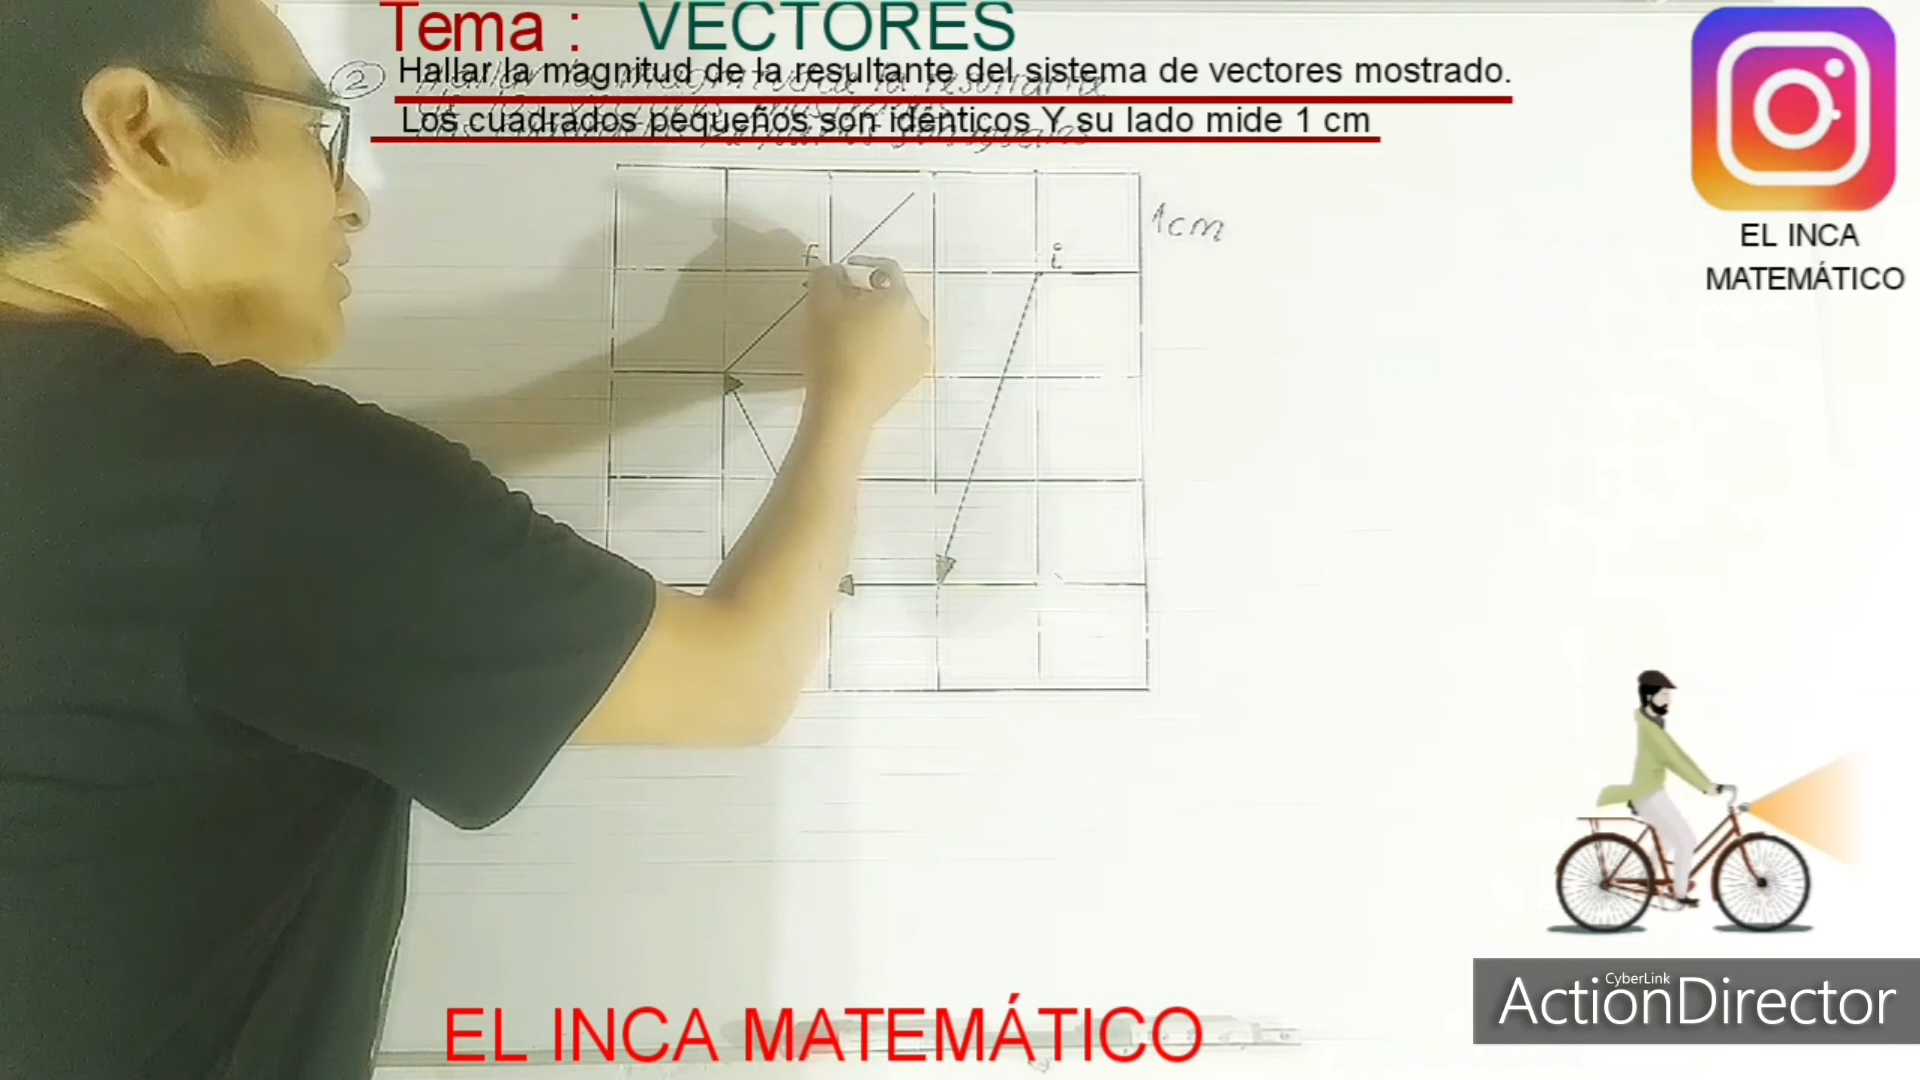 Tema : VECTORES
2 Hallar la magnitud de la resultante del sistema de vectores mostrado.
Los cuadrados pequeños son idénticos Y su lado mide 1 cm
1cm
f
i
EL INCA
MATEMÁTICO
CyberLink
ActionDirector
EL INCA MATEMÁTICO